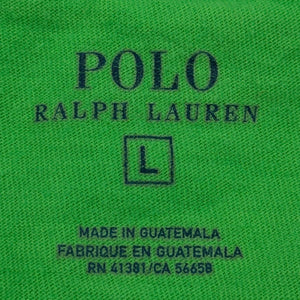 POLO
RALPH LAUREN
L
MADE IN GUATEMALA
FABRIQUE EN GUATEMALA
RN 41381/CA 56658